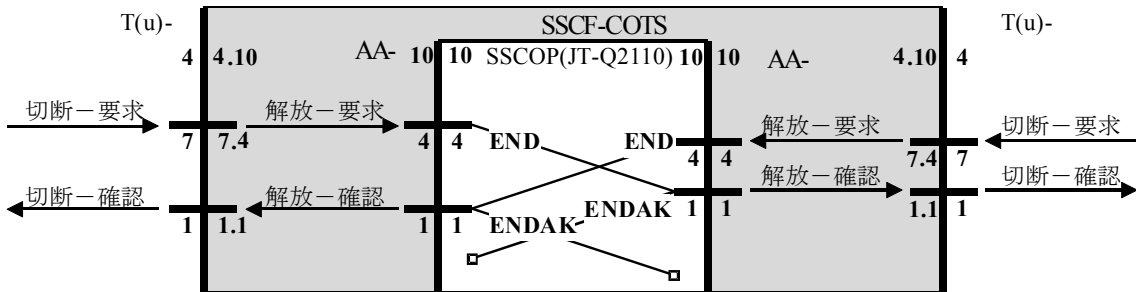 T(u)- SSCF-COTS T(u)-
4 4.10 AA- 10 10 SSCOP(JT-Q2110) 10 10 AA- 4.10 4
切断－要求 解放－要求 END END 解放－要求 切断－要求
7 7.4 4 4 4 4 7.4 7
切断－確認 解放－確認 ENDAK ENDAK 解放－確認 切断－確認
1 1.1 1 1 1 1 1.1 1